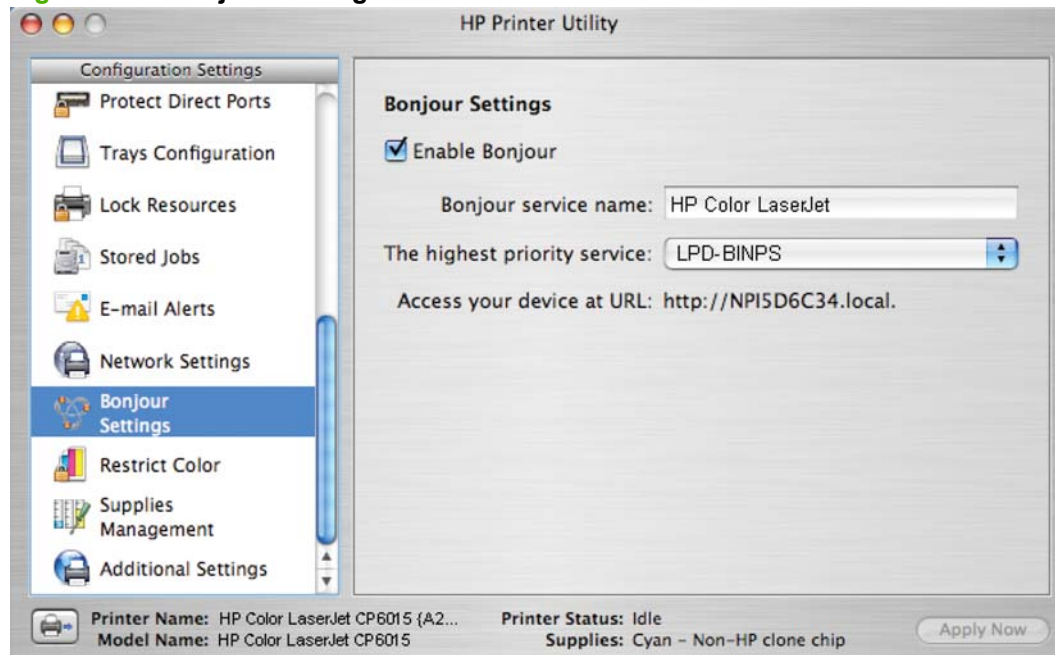 HP Printer Utility
Configuration Settings
Protect Direct Ports
Trays Configuration
Lock Resources
Stored Jobs
E-mail Alerts
Network Settings
Bonjour
Settings
Restrict Color
Supplies
Management
Additional Settings
Bonjour Settings
Enable Bonjour
Bonjour service name: HP Color LaserJet
The highest priority service: LPD-BINPS
Access your device at URL: http://NPI5D6C34.local.
Printer Name: HP Color LaserJet CP6015 {A2...
Model Name: HP Color LaserJet CP6015
Printer Status: Idle
Supplies: Cyan – Non-HP clone chip
Apply Now